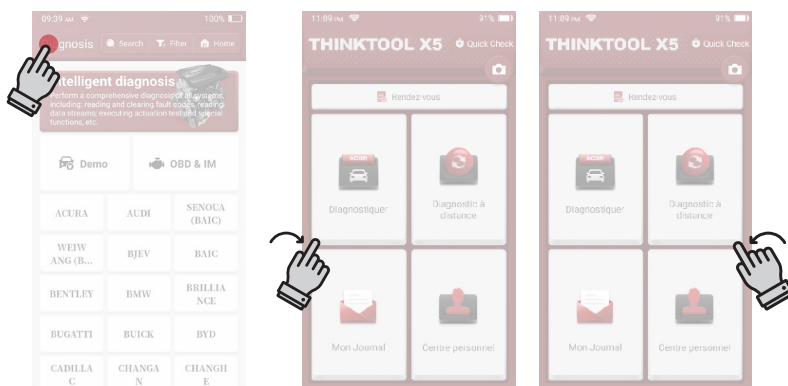 09:39 AM
100%
gnosis
Search
Filter
Home
ntelligent diagnosis
Perform a comprehensive diagnosis of all systems,
including: reading and clearing fault codes, reading
data streams; executing actuation test and special
functions, etc.
Demo
OBD & IM
ACURA
AUDI
SENOUA
(BAIC)
WEIW
ANG (B...
BJEV
BAIC
BENTLEY
BMW
BRILLIA
NCE
BUGATTI
BUICK
BYD
CADILLA
C
CHANGA
N
CHANGH
E
11:09 PM
91%
THINKTOOL X5
Quick Check
Rendez-vous
SCAN
Diagnostiquer
Diagnostic à
distance
Mon Journal
Centre personnel
11:09 PM
91%
THINKTOOL X5
Quick Check
Rendez-vous
SCAN
Diagnostiquer
Diagnostic à
distance
Mon Journal
Centre personnel